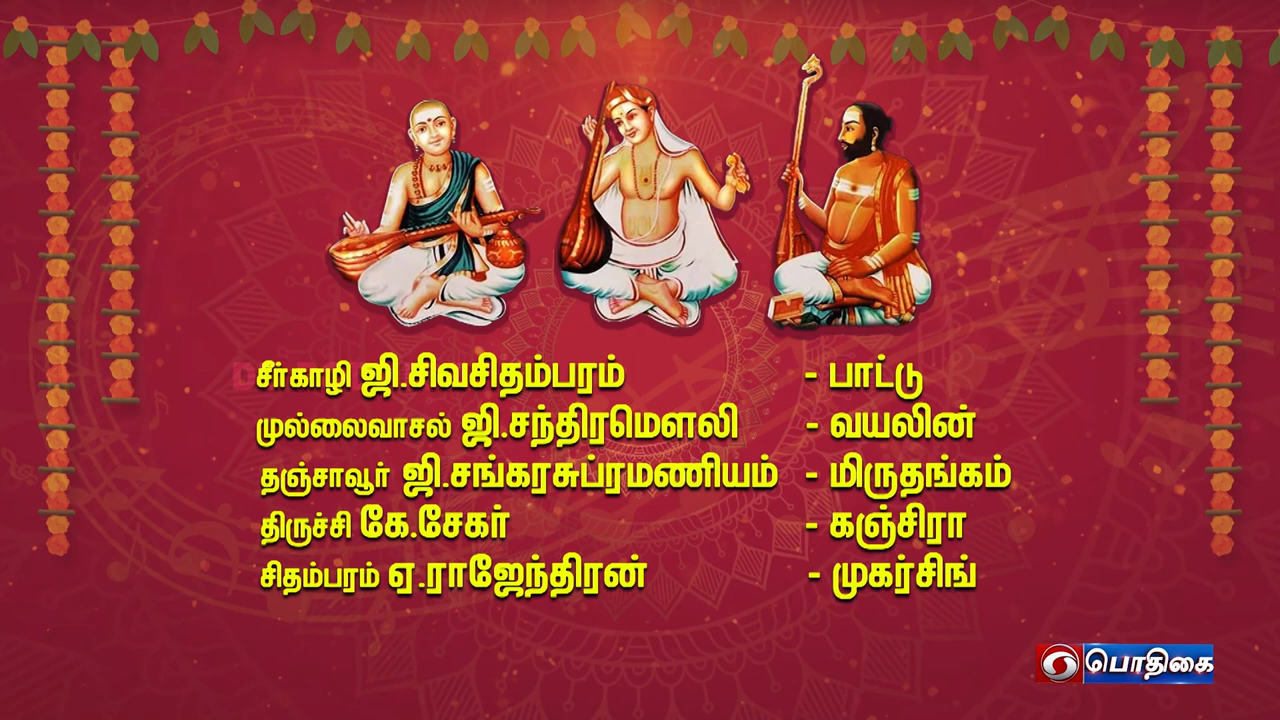 சீர்காழி ஜி.சிவசிதம்பரம் - பாட்டு
முல்லைவாசல் ஜி.சந்திரமௌலி - வயலின்
தஞ்சாவூர் ஜி.சங்கரசுப்ரமணியம் - மிருதங்கம்
திருச்சி கே.சேகர் - கஞ்சிரா
சிதம்பரம் ஏ.ராஜேந்திரன் - முகர்சிங்
பொதிகை